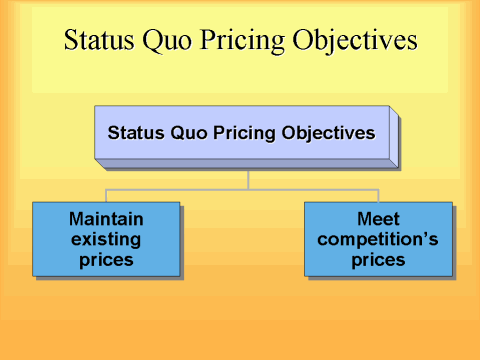 Status Quo Pricing Objectives
Status Quo Pricing Objectives
Maintain
existing
prices
Meet
competition’s
prices